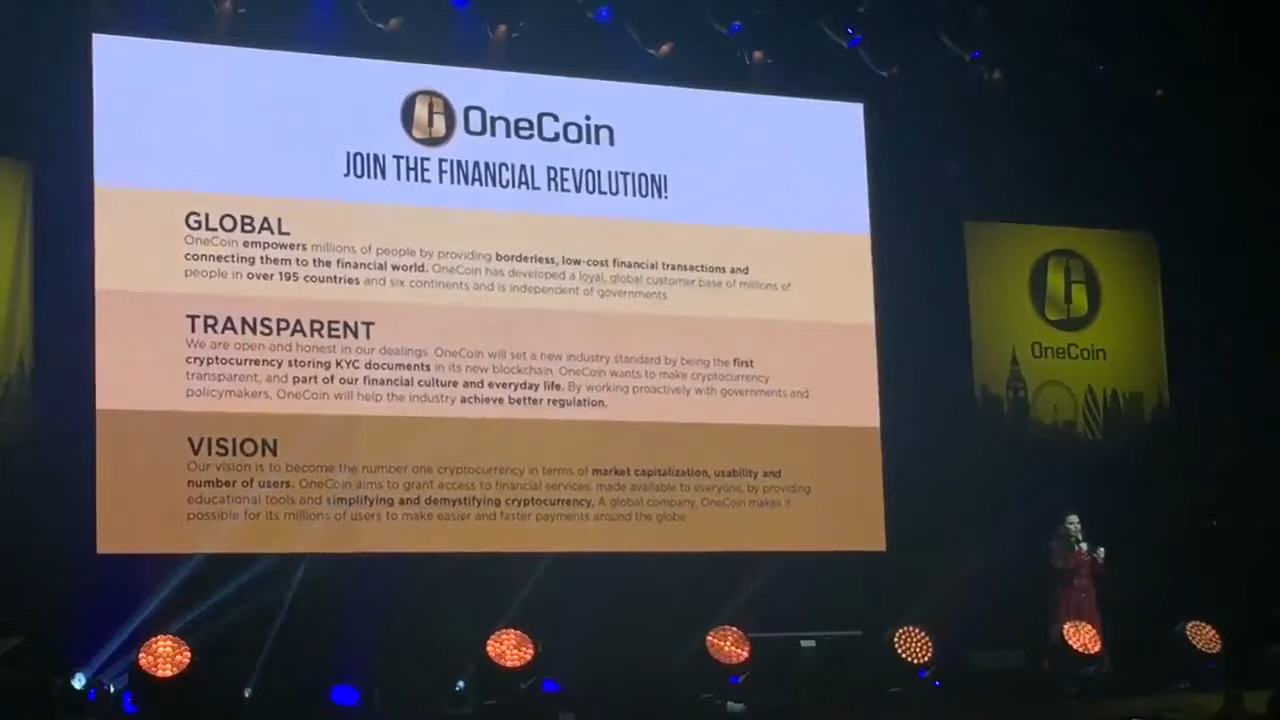 OneCoin
JOIN THE FINANCIAL REVOLUTION!
GLOBAL
OneCoin empowers millions of people by providing borderless, low-cost financial transactions and
connecting them to the financial world. OneCoin has developed a loyal, global customer base of millions of
people in over 195 countries and six continents and is independent of governments.
TRANSPARENT
We are open and honest in our dealings. OneCoin will set a new industry standard by being the first
cryptocurrency storing KYC documents in its new blockchain. OneCoin wants to make cryptocurrency
transparent, and part of our financial culture and everyday life. By working proactively with governments and
policymakers, OneCoin will help the industry achieve better regulation.
VISION
Our vision is to become the number one cryptocurrency in terms of market capitalization, usability and
number of users. OneCoin aims to grant access to financial services, made available to everyone, by providing
educational tools and simplifying and demystifying cryptocurrency. A global company, OneCoin makes it
possible for its millions of users to make easier and faster payments around the globe
OneCoin